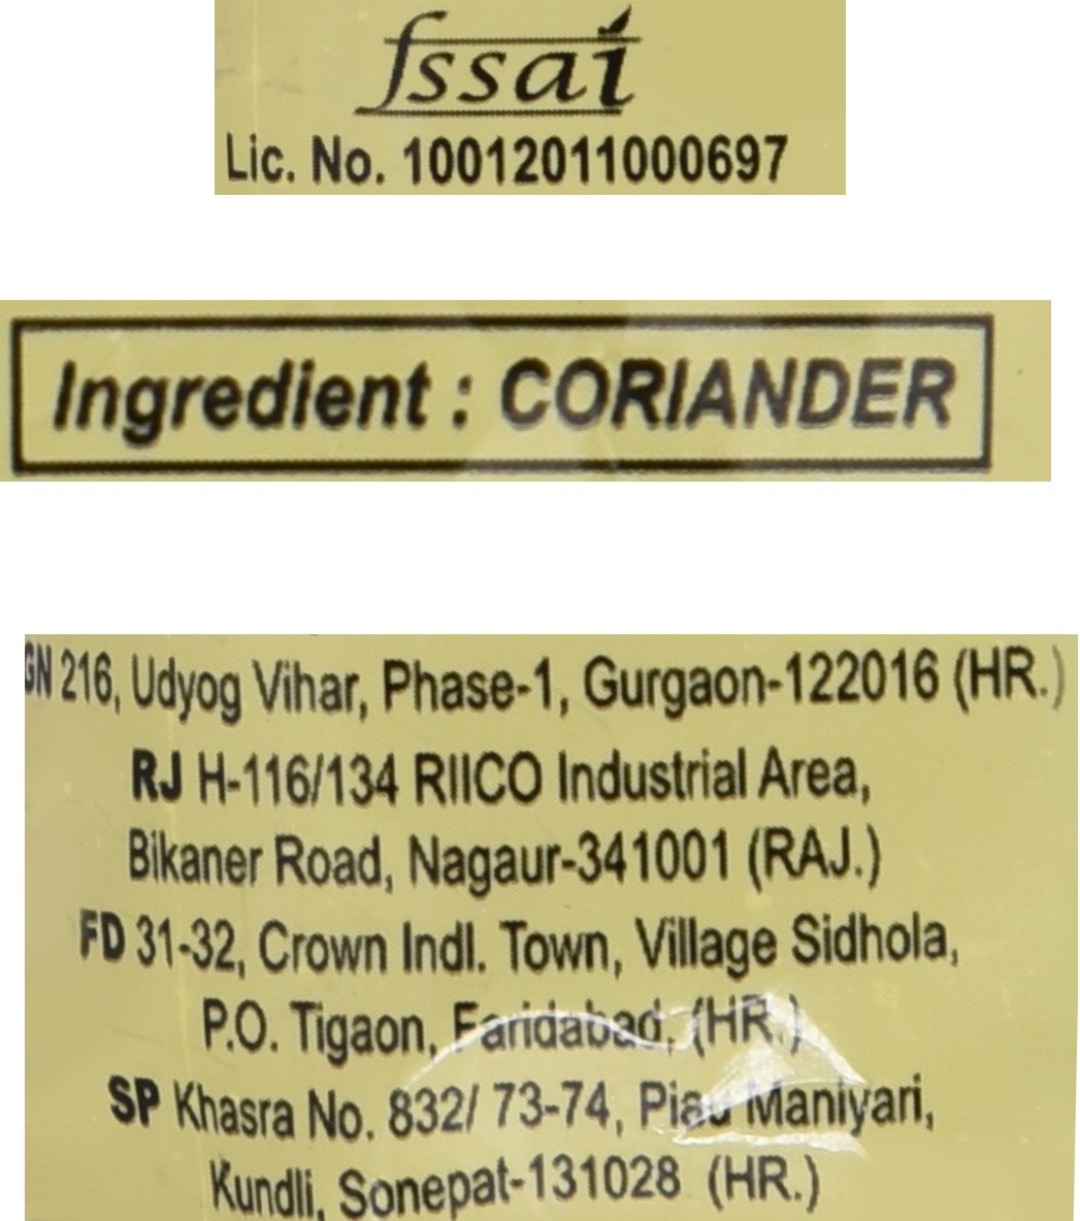 fssai
Lic. No. 10012011000697
Ingredient : CORIANDER
GN 216, Udyog Vihar, Phase-1, Gurgaon-122016 (HR.)
RJ H-116/134 RIICO Industrial Area,
Bikaner Road, Nagaur-341001 (RAJ.)
FD 31-32, Crown Indl. Town, Village Sidhola,
P.O. Tigaon, Faridabad, (HR.)
SP Khasra No. 832/ 73-74, Piau Maniyari,
Kundli, Sonepat-131028 (HR.)